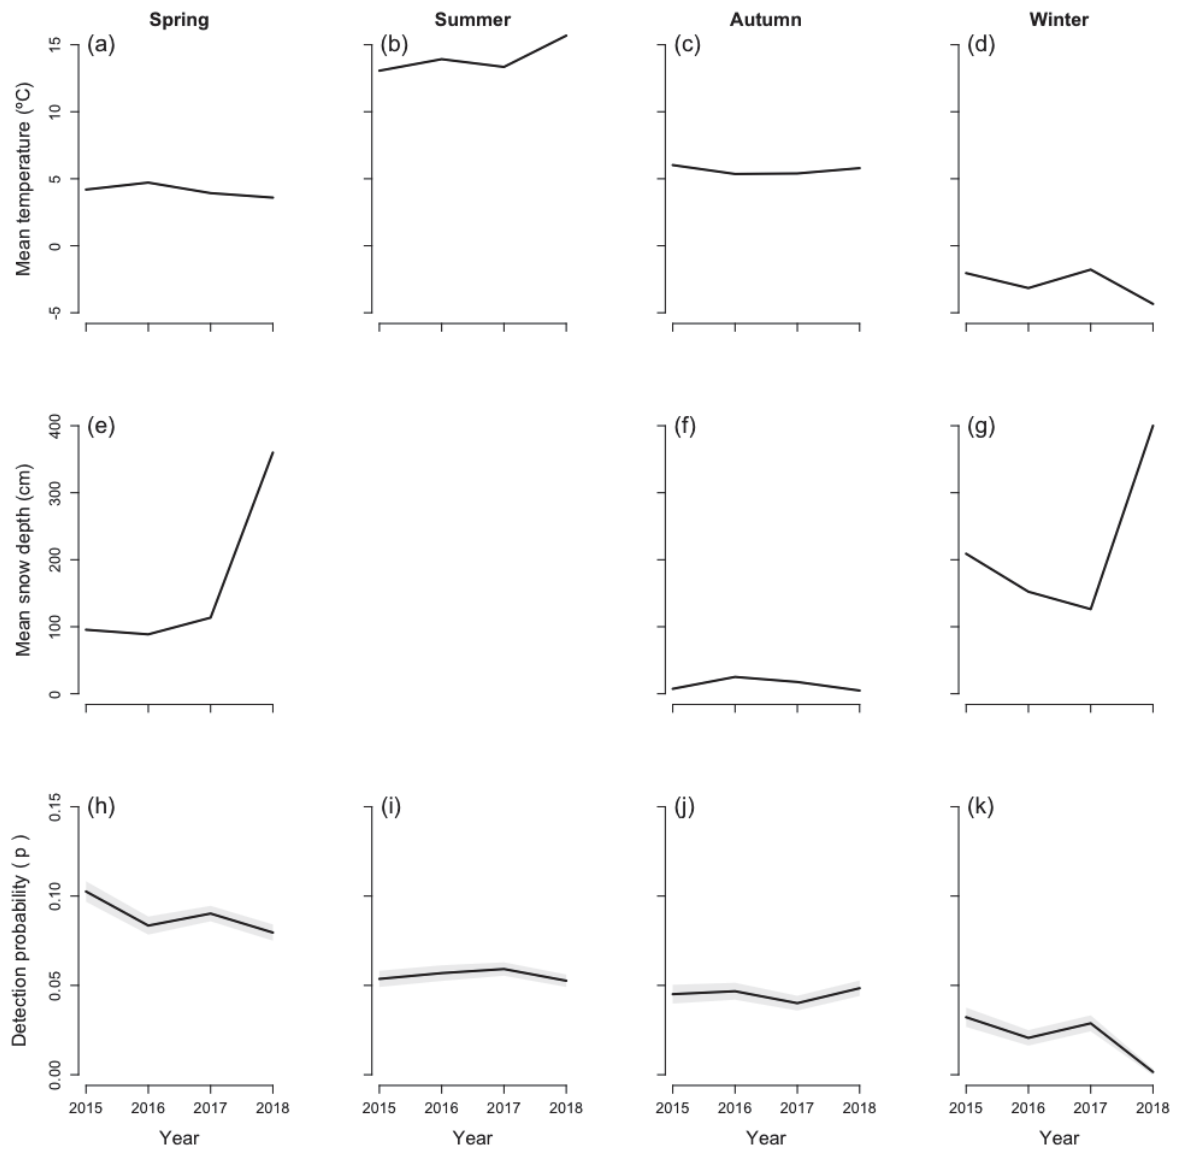 Spring Summer Autumn Winter
(a) (b) (c) (d)
Mean temperature (ºC)
15
10
5
0
-5
(e) (f) (g)
Mean snow depth (cm)
400
300
200
100
0
(h) (i) (j) (k)
Detection probability ( p )
0.15
0.10
0.05
0.00
2015 2016 2017 2018 2015 2016 2017 2018 2015 2016 2017 2018 2015 2016 2017 2018
Year Year Year Year